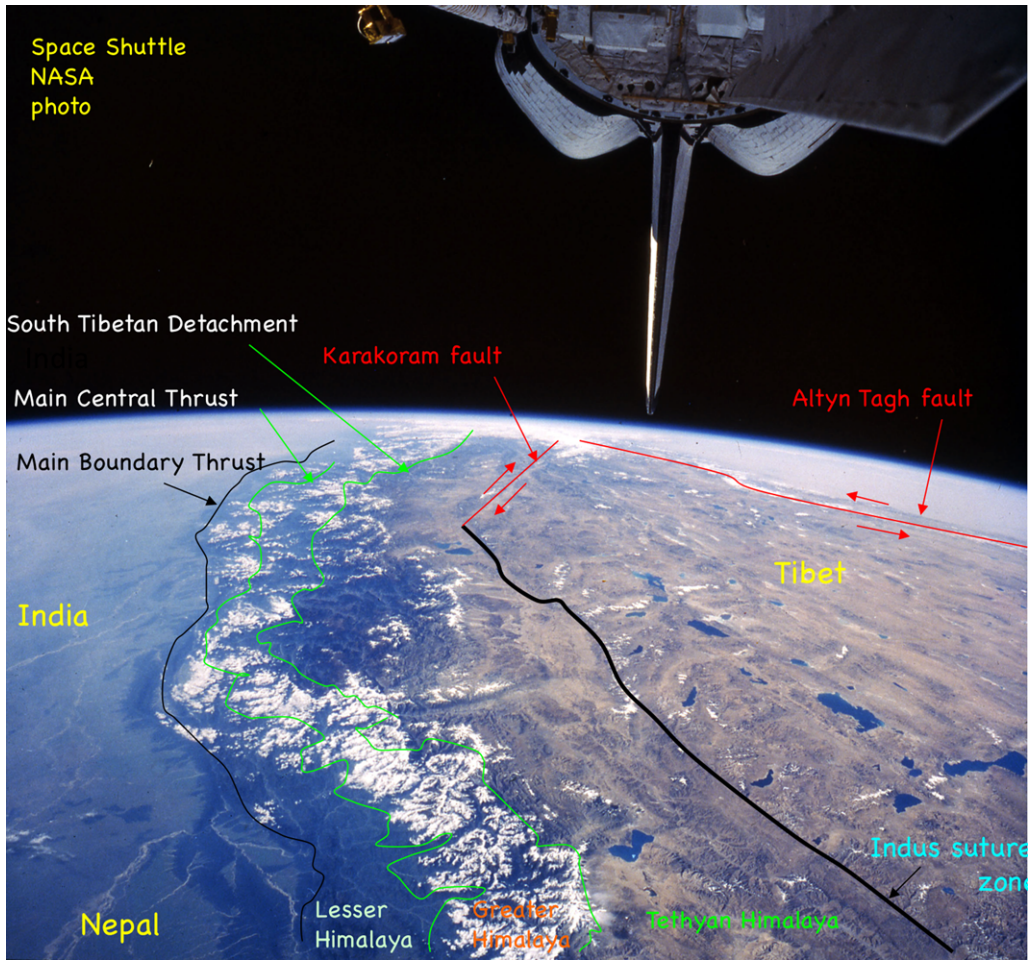 Space Shuttle
NASA
photo
South Tibetan Detachment
India
Karakoram fault
Main Central Thrust
Altyn Tagh fault
Main Boundary Thrust
Tibet
India
Indus suture
zone
Nepal
Lesser
Himalaya
Greater
Himalaya
Tethyan Himalaya